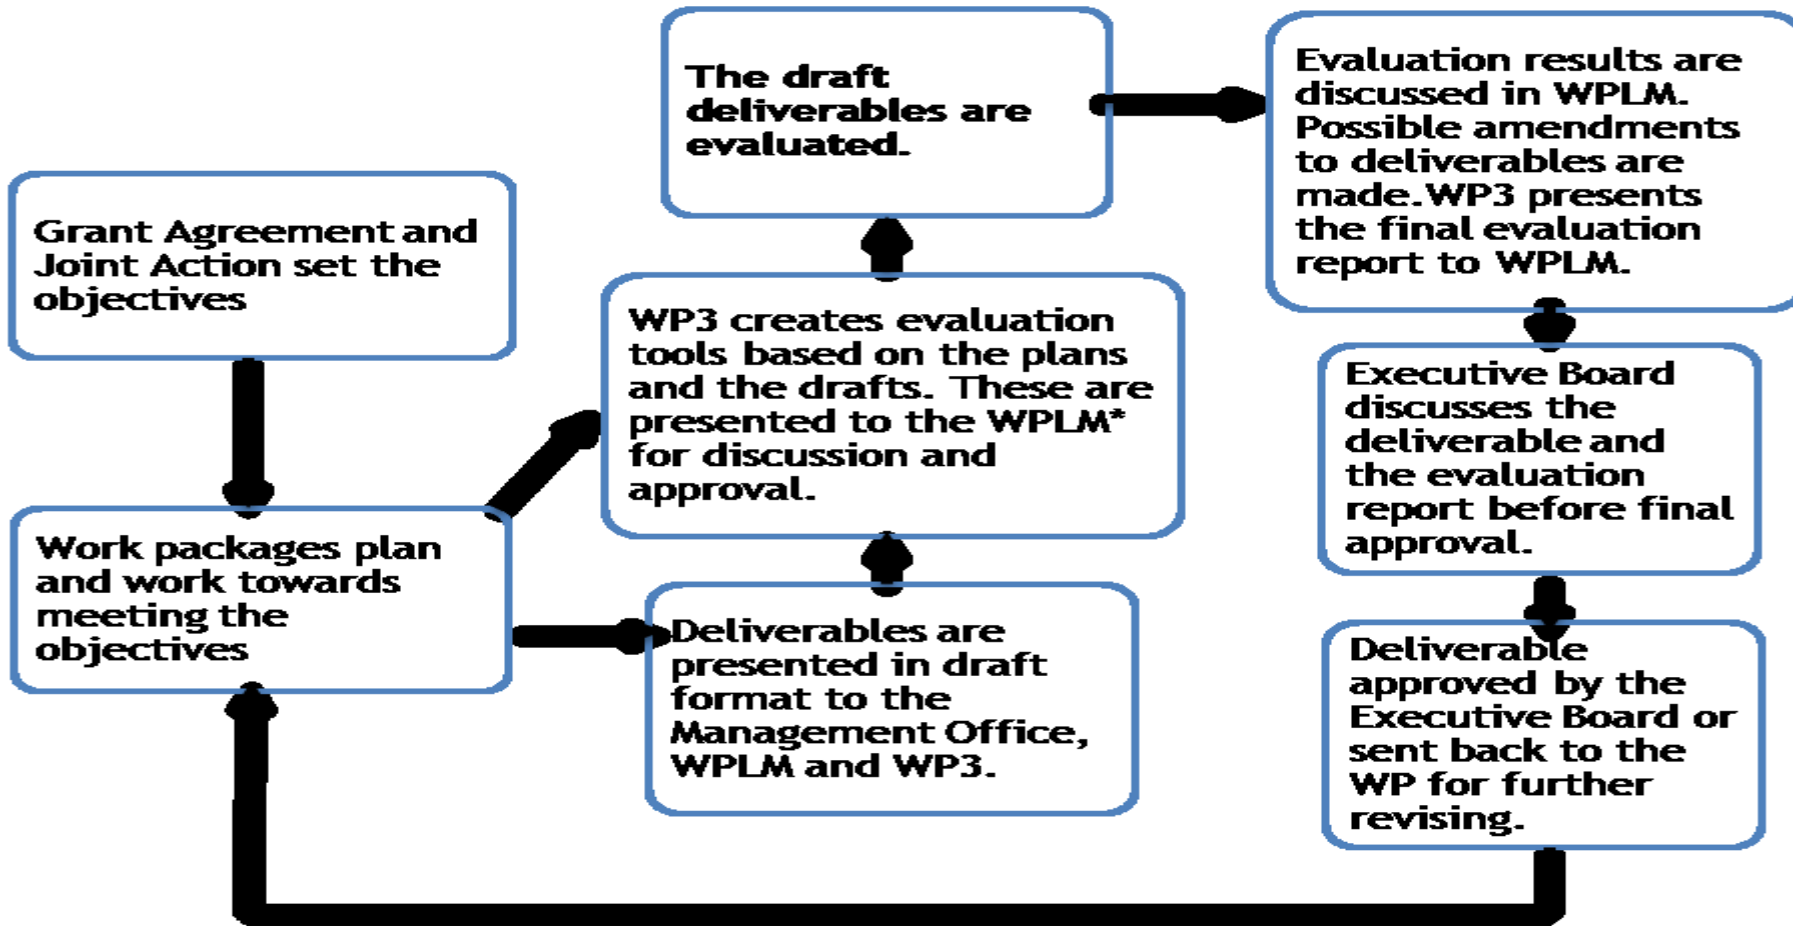 Grant Agreement and
Joint Action set the
objectives
Work packages plan
and work towards
meeting the
objectives
The draft
deliverables are
evaluated.
WP3 creates evaluation
tools based on the plans
and the drafts. These are
presented to the WPLM*
for discussion and
approval.
Deliverables are
presented in draft
format to the
Management Office,
WPLM and WP3.
Evaluation results are
discussed in WPLM.
Possible amendments
to deliverables are
made.WP3 presents
the final evaluation
report to WPLM.
Executive Board
discusses the
deliverable and
the evaluation
report before final
approval.
Deliverable
approved by the
Executive Board or
sent back to the
WP for further
revising.